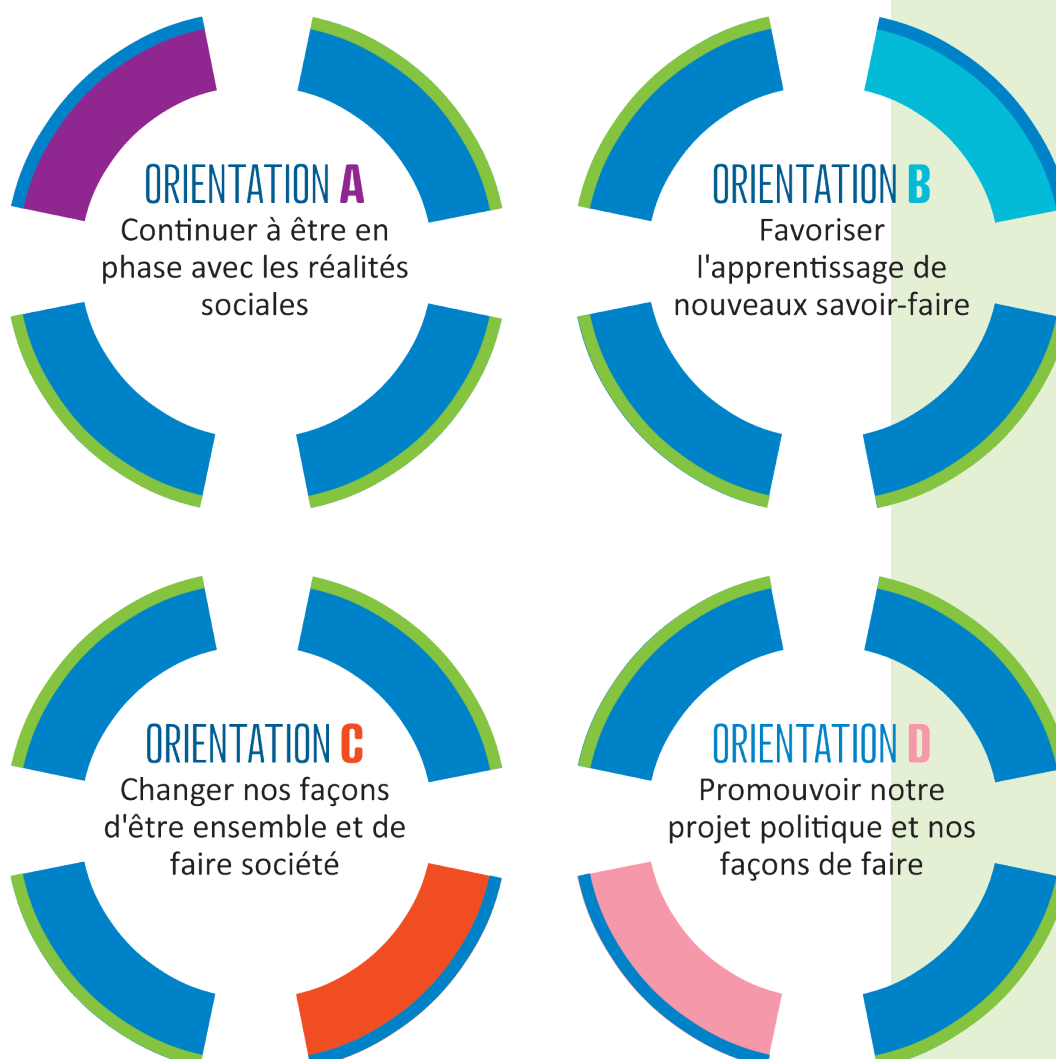 ORIENTATION A
Continuer à être en
phase avec les réalités
sociales
ORIENTATION B
Favoriser
l'apprentissage de
nouveaux savoir-faire
ORIENTATION C
Changer nos façons
d'être ensemble et de
faire société
ORIENTATION D
Promouvoir notre
projet politique et nos
façons de faire